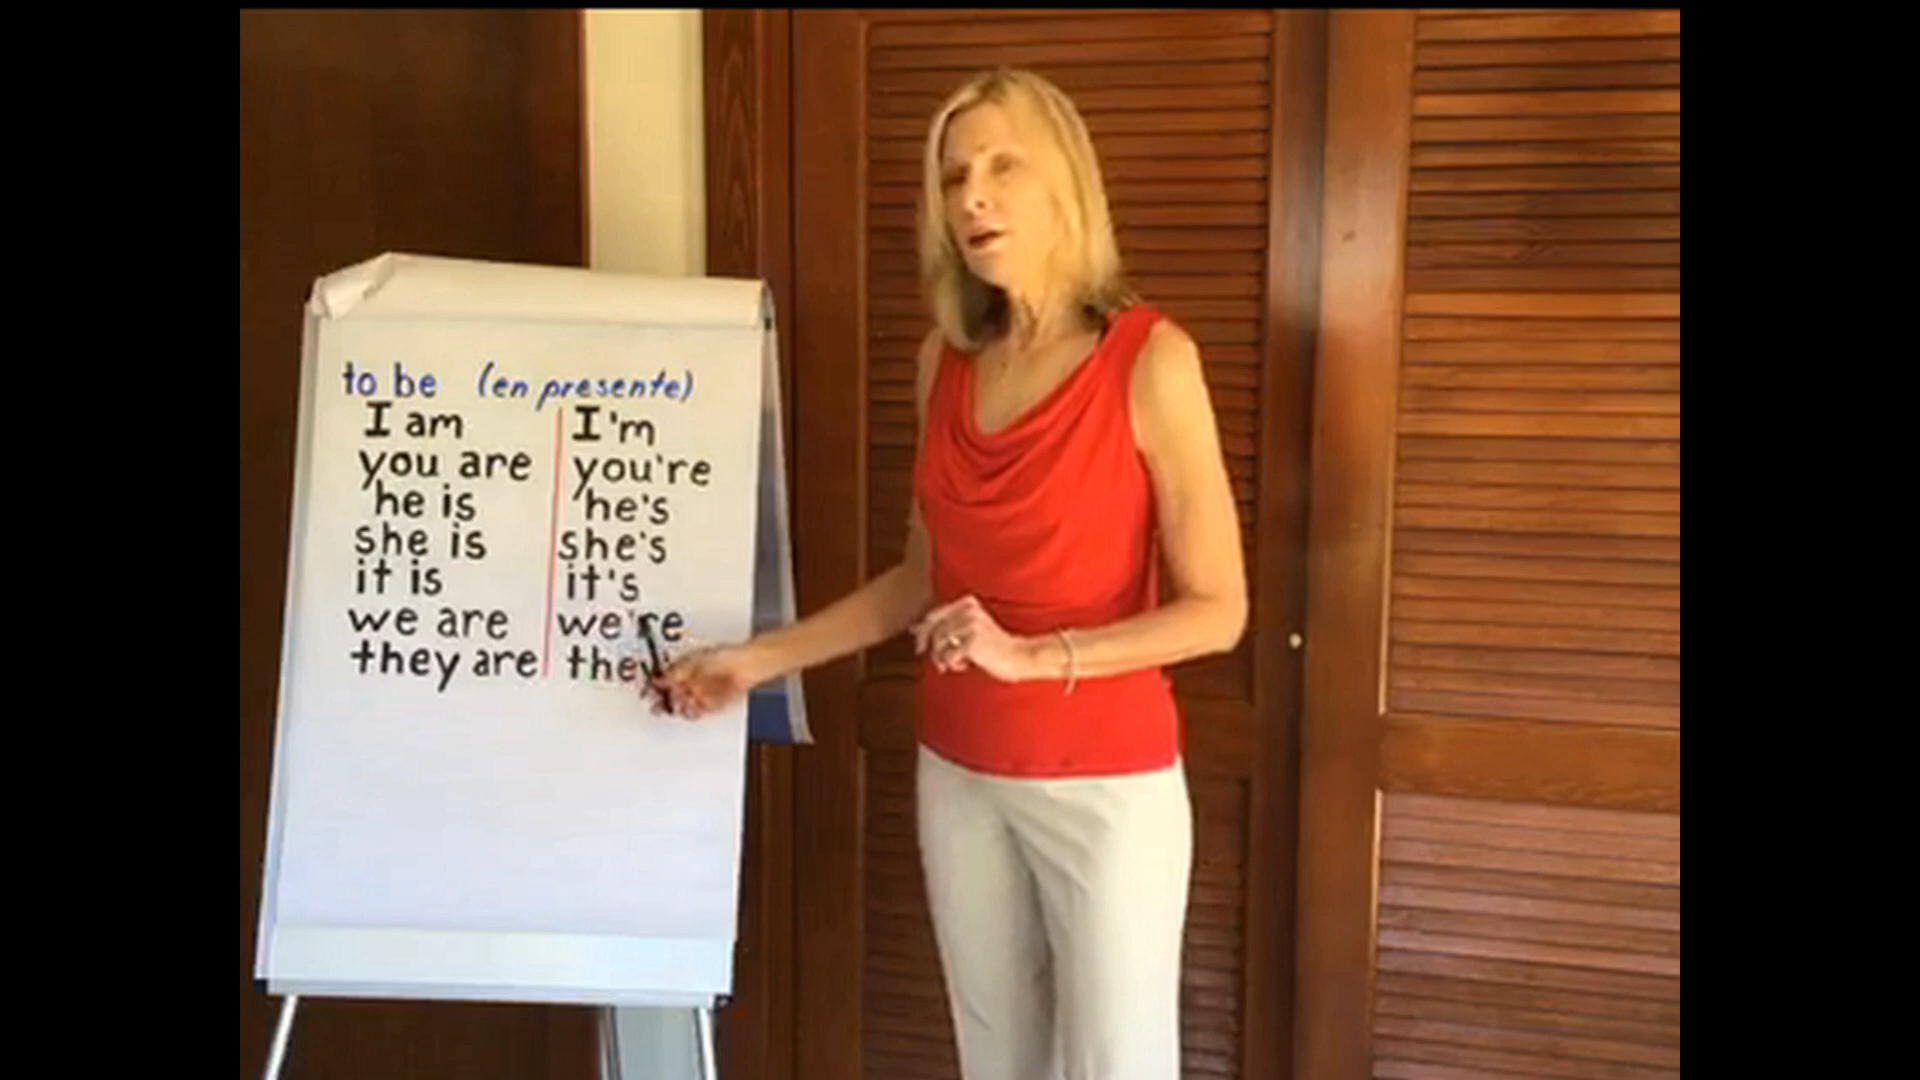 to be (en presente)
I am I'm
you are you're
he is he's
she is she's
it is it's
we are we're
they are